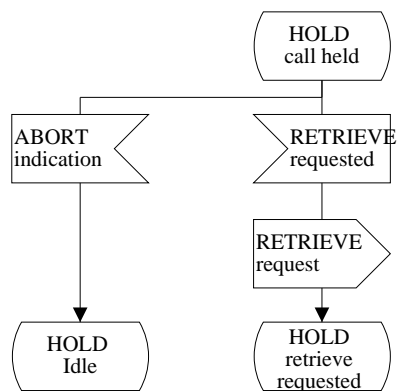 HOLD
call held
ABORT
indication
RETRIEVE
requested
RETRIEVE
request
HOLD
Idle
HOLD
retrieve
requested